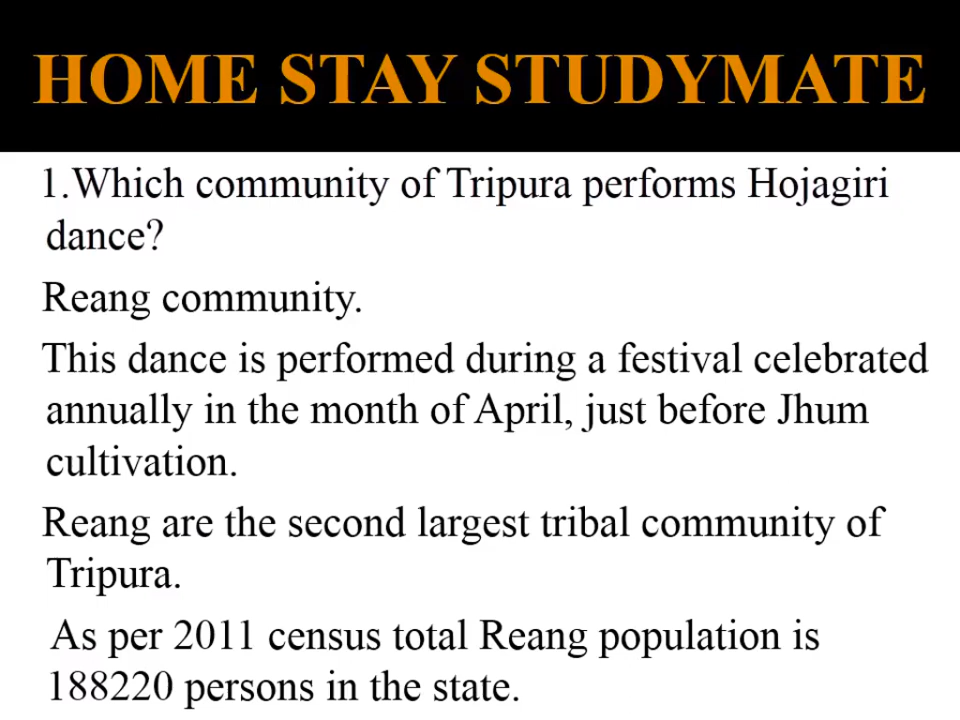 HOME STAY STUDYMATE
1.Which community of Tripura performs Hojagiri
dance?
Reang community.
This dance is performed during a festival celebrated
annually in the month of April, just before Jhum
cultivation.
Reang are the second largest tribal community of
Tripura.
As per 2011 census total Reang population is
188220 persons in the state.